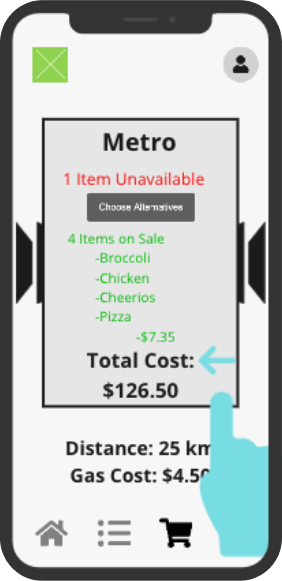 Metro
1 Item Unavailable
Choose Alternatives
4 Items on Sale
-Broccoli
-Chicken
-Cheerios
-Pizza
-$7.35
Total Cost:
$126.50
Distance: 25 km
Gas Cost: $4.50